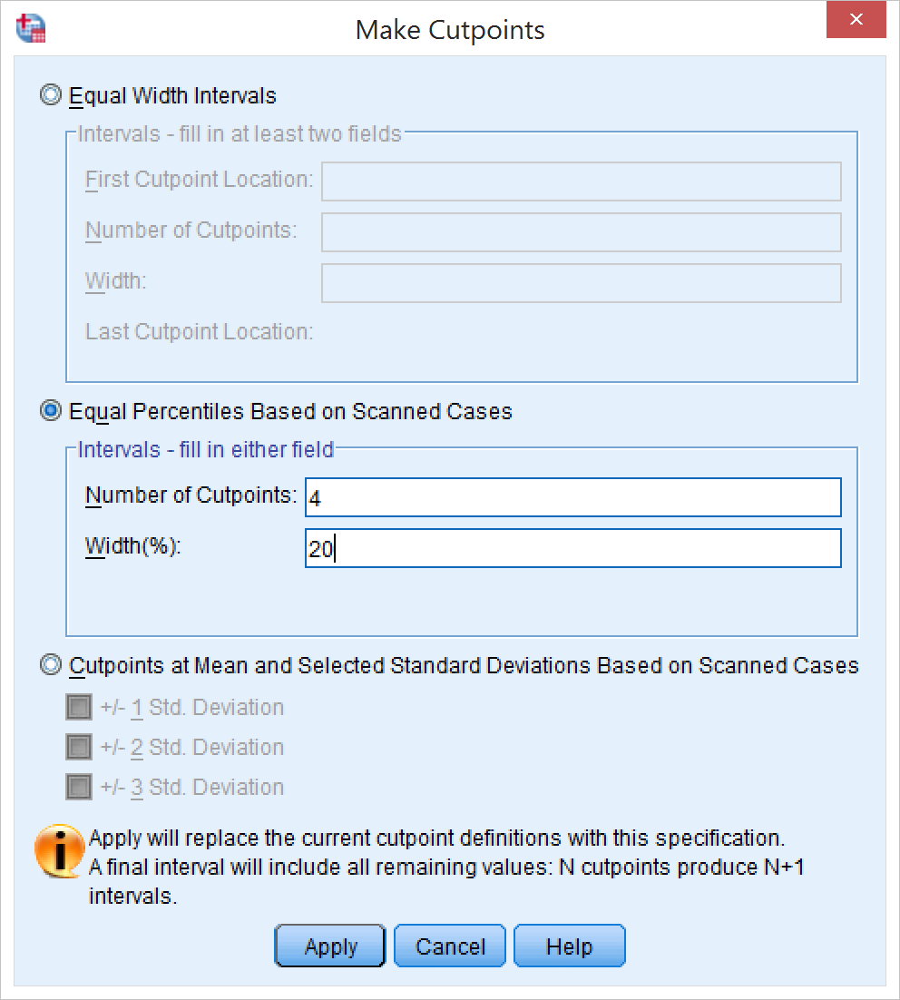 Make Cutpoints
Equal Width Intervals
Intervals - fill in at least two fields
First Cutpoint Location:
Number of Cutpoints:
Width:
Last Cutpoint Location:
Equal Percentiles Based on Scanned Cases
Intervals - fill in either field
Number of Cutpoints: 4
Width(%): 20
Cutpoints at Mean and Selected Standard Deviations Based on Scanned Cases
+/- 1 Std. Deviation
+/- 2 Std. Deviation
+/- 3 Std. Deviation
Apply will replace the current cutpoint definitions with this specification.
A final interval will include all remaining values: N cutpoints produce N+1
intervals.
Apply Cancel Help